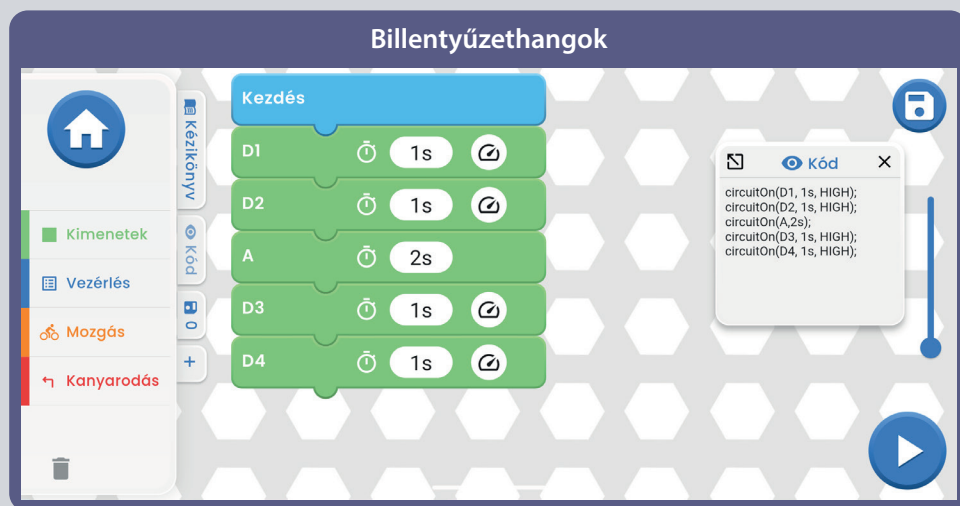 Billentyűzethangok
Kézikönyv
Kód
0
+
Kimenetek
Vezérlés
Mozgás
Kanyarodás
Kezdés
D1 1s
D2 1s
A 2s
D3 1s
D4 1s
Kód
circuitOn(D1, 1s, HIGH);
circuitOn(D2, 1s, HIGH);
circuitOn(A,2s);
circuitOn(D3, 1s, HIGH);
circuitOn(D4, 1s, HIGH);